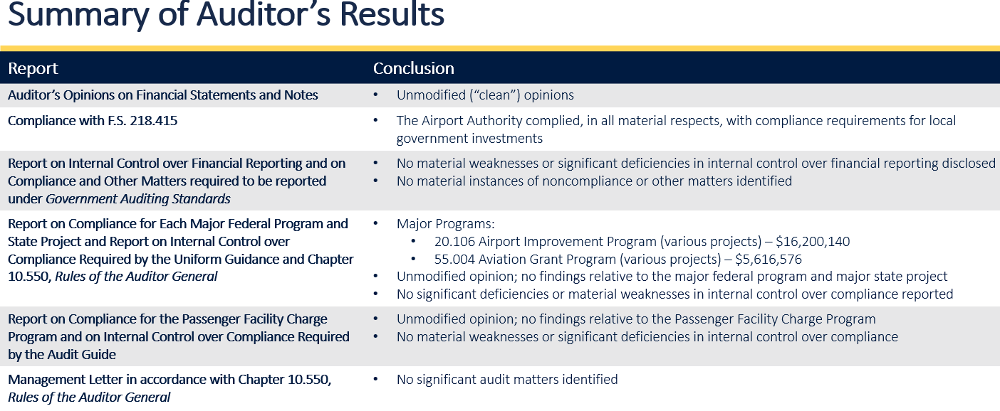 Summary of Auditor’s Results
Report
Conclusion
Auditor’s Opinions on Financial Statements and Notes
• Unmodified (“clean”) opinions
Compliance with F.S. 218.415
• The Airport Authority complied, in all material respects, with compliance requirements for local
government investments
Report on Internal Control over Financial Reporting and on
Compliance and Other Matters required to be reported
under Government Auditing Standards
• No material weaknesses or significant deficiencies in internal control over financial reporting disclosed
• No material instances of noncompliance or other matters identified
Report on Compliance for Each Major Federal Program and
State Project and Report on Internal Control over
Compliance Required by the Uniform Guidance and Chapter
10.550, Rules of the Auditor General
• Major Programs:
• 20.106 Airport Improvement Program (various projects) – $16,200,140
• 55.004 Aviation Grant Program (various projects) – $5,616,576
• Unmodified opinion; no findings relative to the major federal program and major state project
• No significant deficiencies or material weaknesses in internal control over compliance reported
Report on Compliance for the Passenger Facility Charge
Program and on Internal Control over Compliance Required
by the Audit Guide
• Unmodified opinion; no findings relative to the Passenger Facility Charge Program
• No material weaknesses or significant deficiencies in internal control over compliance
Management Letter in accordance with Chapter 10.550,
Rules of the Auditor General
• No significant audit matters identified